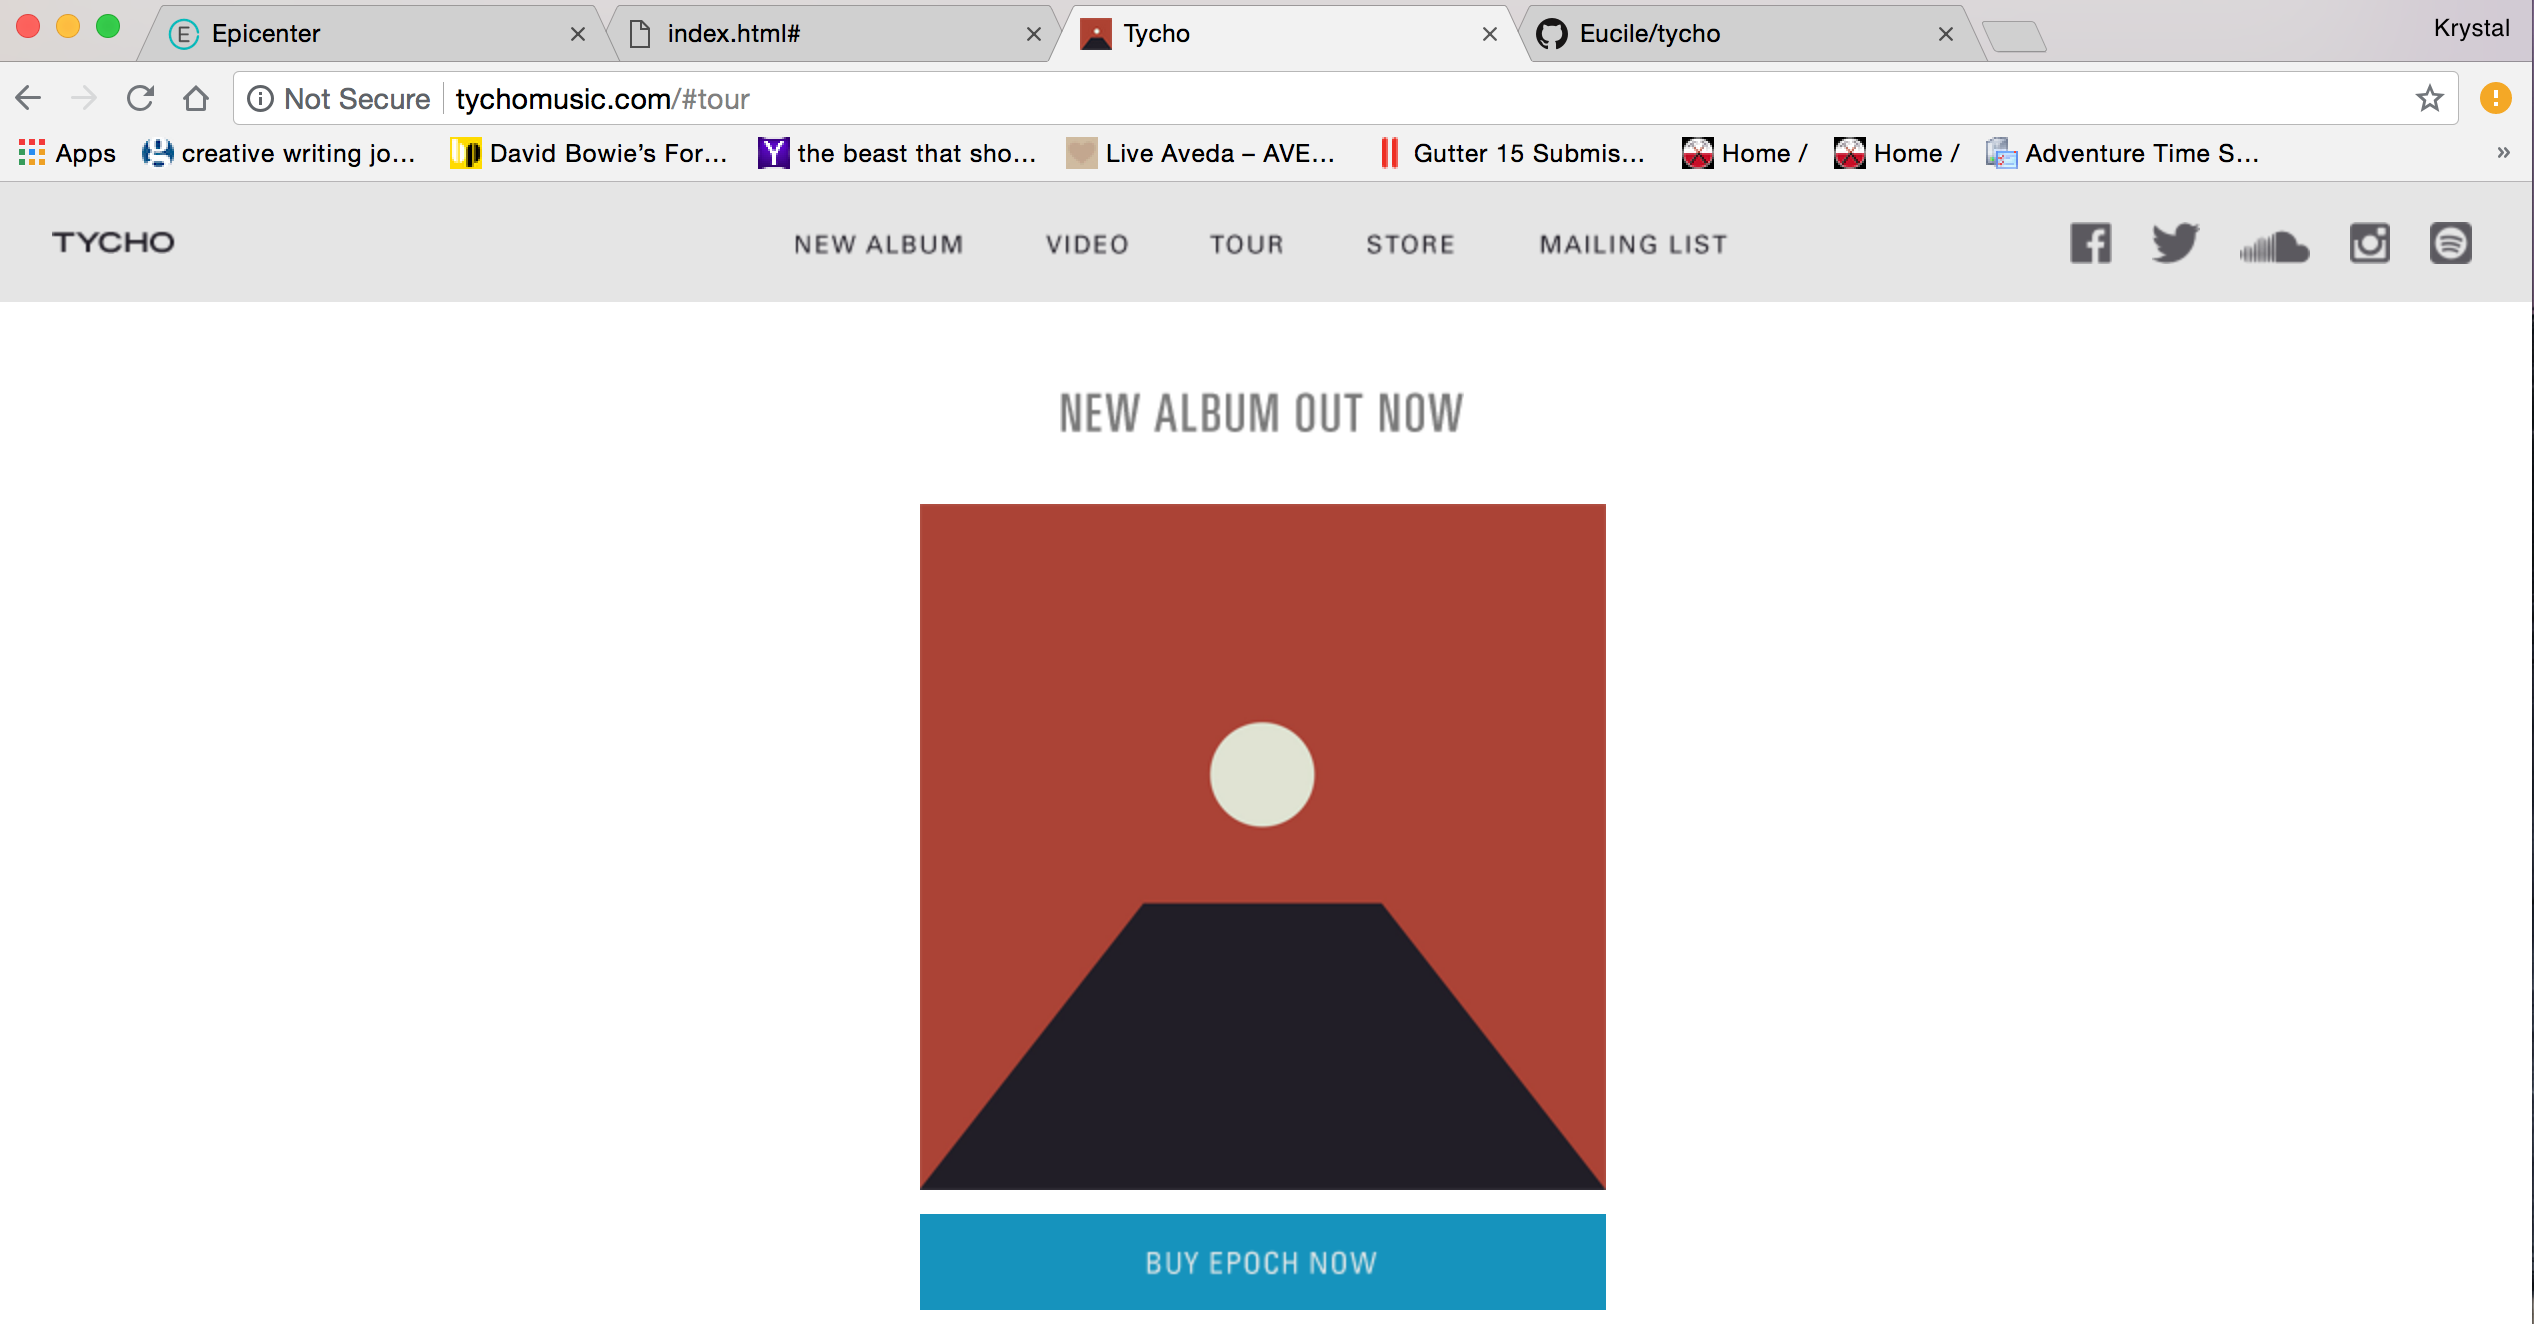 Epicenter
index.html#
Tycho
Eucile/tycho
Krystal
Not Secure
tychomusic.com/#tour
Apps
creative writing jo...
David Bowie’s For...
the beast that sho...
Live Aveda – AVE...
Gutter 15 Submis...
Home /
Home /
Adventure Time S...
»
TYCHO
NEW ALBUM
VIDEO
TOUR
STORE
MAILING LIST
NEW ALBUM OUT NOW
BUY EPOCH NOW